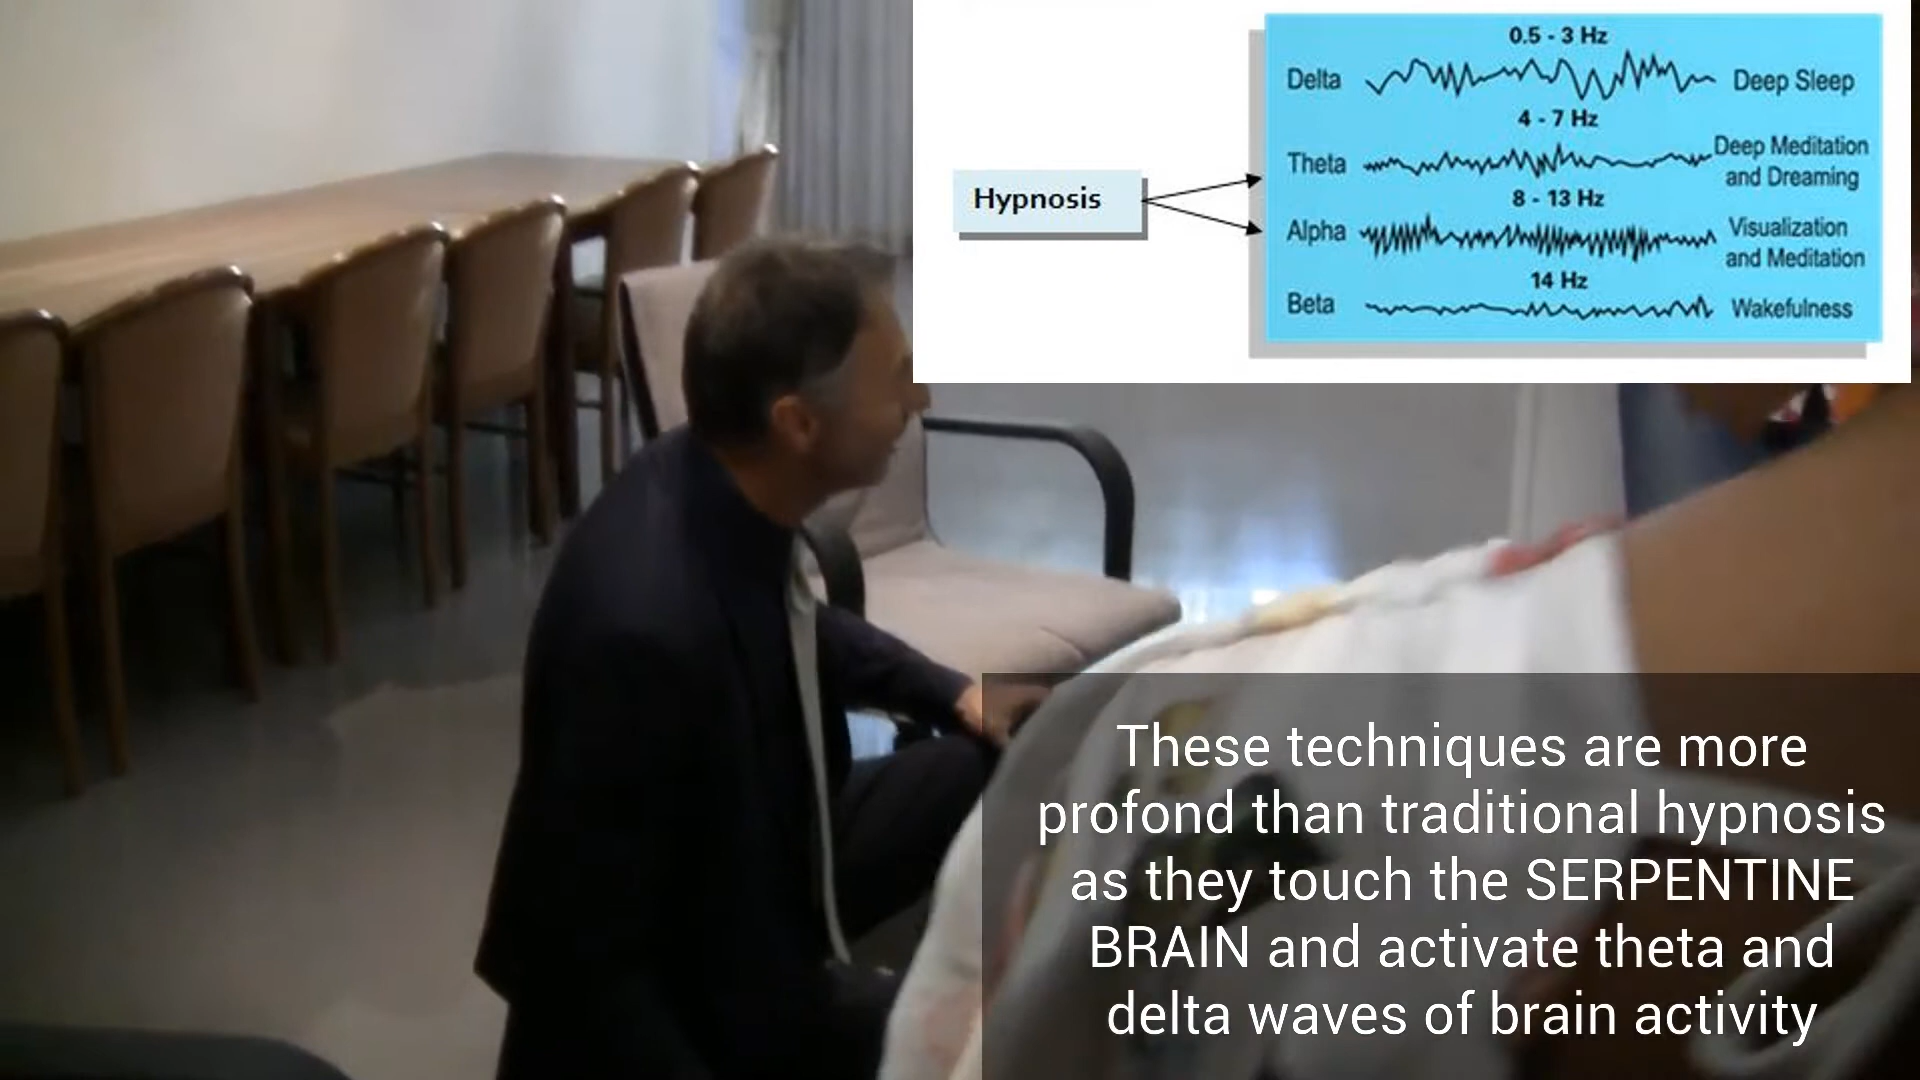 0.5 - 3 Hz
Delta Deep Sleep
4 - 7 Hz
Theta Deep Meditation
and Dreaming
Hypnosis
8 - 13 Hz
Alpha Visualization
and Meditation
14 Hz
Beta Wakefulness
These techniques are more
profond than traditional hypnosis
as they touch the SERPENTINE
BRAIN and activate theta and
delta waves of brain activity